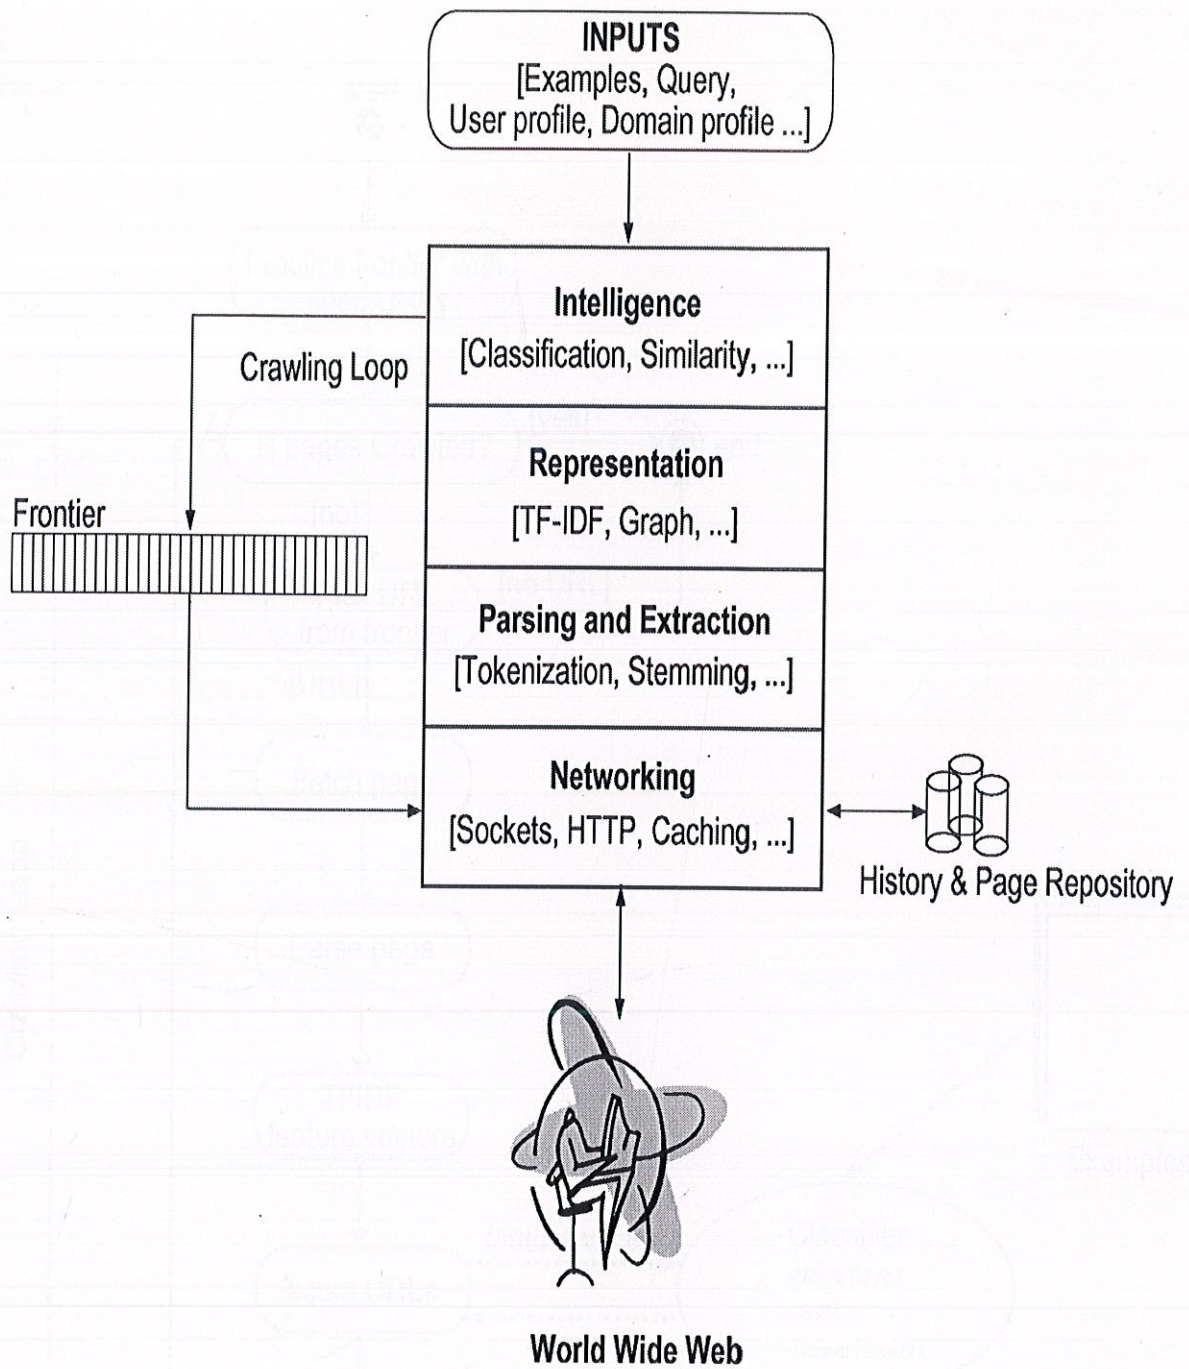 INPUTS
[Examples, Query,
User profile, Domain profile ...]
Intelligence
[Classification, Similarity, ...]
Crawling Loop
Representation
[TF-IDF, Graph, ...]
Frontier
Parsing and Extraction
[Tokenization, Stemming, ...]
Networking
[Sockets, HTTP, Caching, ...]
History & Page Repository
World Wide Web